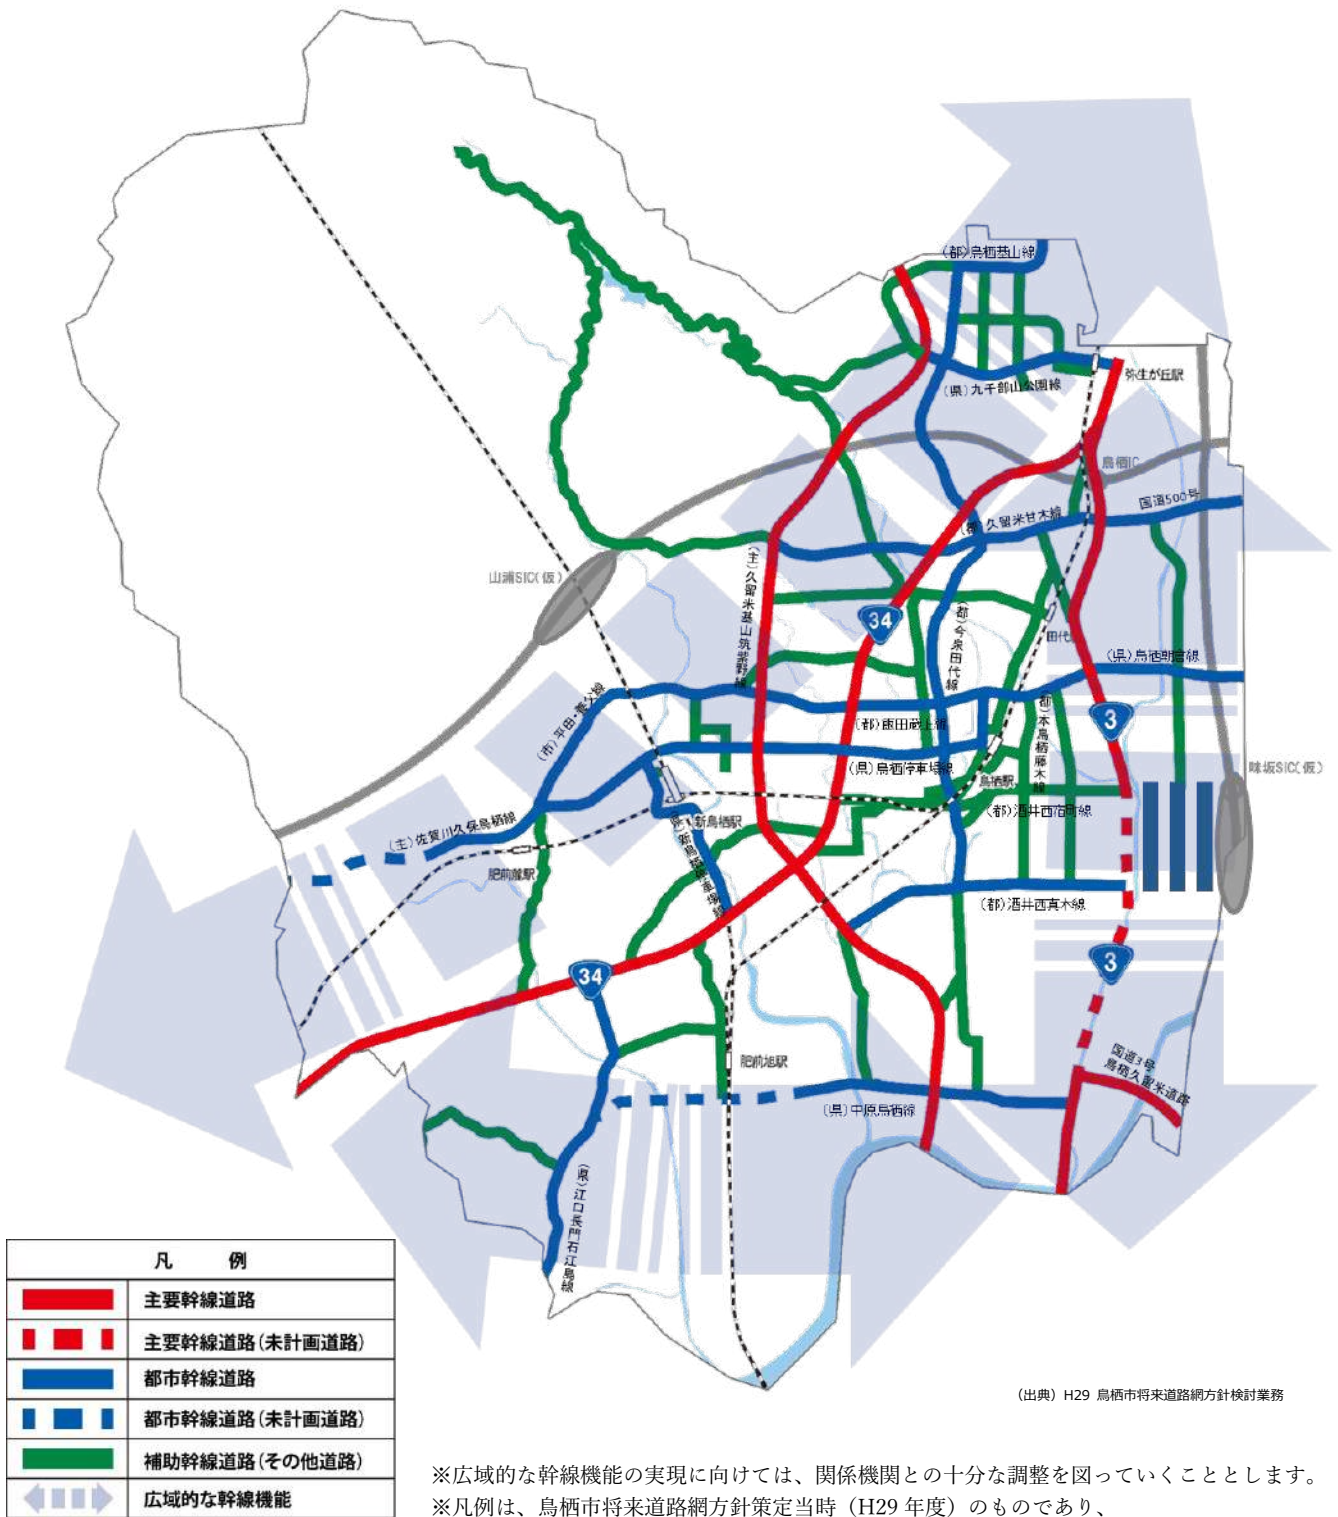 (都)鳥栖基山線
弥生が丘駅
(県)九千部山公園線
鳥栖IC
国道500号
(都)久留米甘木線
山浦SIC(仮)
(主)久留米基山筑紫野線
34
(都)今泉田代線
田代
(県)鳥栖朝倉線
(市)平田・養父線
(都)飯田蔵上線
(都)本鳥栖藤木線
3
(県)鳥栖停車場線
鳥栖駅
味坂SIC(仮)
(主)佐賀川久保鳥栖線
新鳥栖駅
(県)新鳥栖停車場線
(都)酒井西宿町線
肥前麓駅
(都)酒井西真木線
34
3
肥前旭駅
国道3号
鳥栖久留米道路
(県)中原鳥栖線
(県)江口長門石江島線
凡 例
主要幹線道路
主要幹線道路(未計画道路)
都市幹線道路
都市幹線道路(未計画道路)
補助幹線道路(その他道路)
広域的な幹線機能
(出典) H29 鳥栖市将来道路網方針検討業務
※広域的な幹線機能の実現に向けては、関係機関との十分な調整を図っていくこととします。
※凡例は、鳥栖市将来道路網方針策定当時(H29 年度)のものであり、